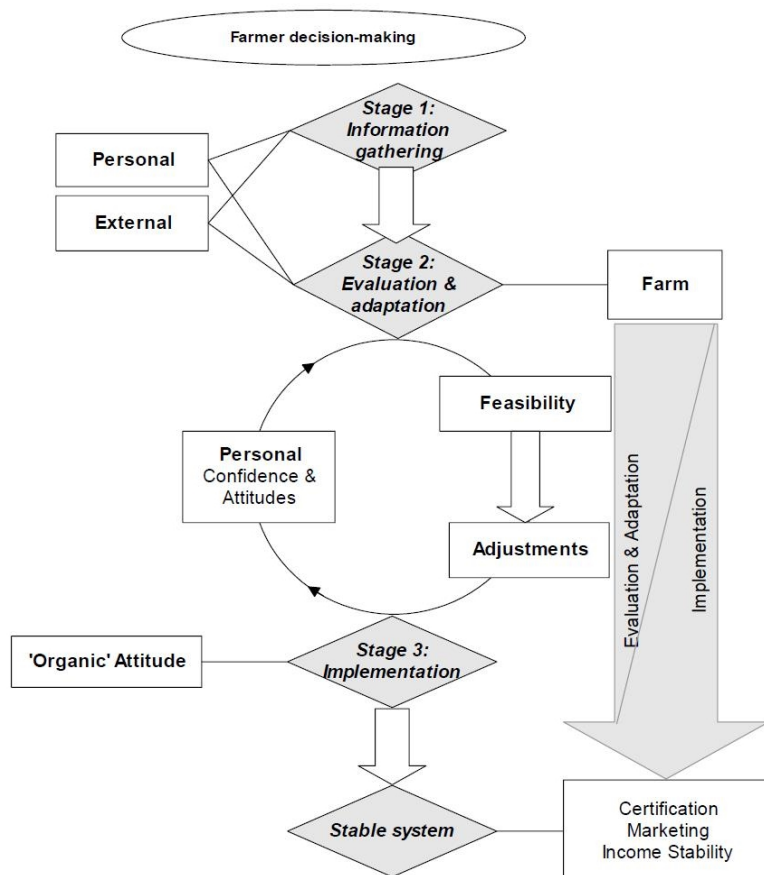 Farmer decision-making
Stage 1:
Information
gathering
Personal
External
Stage 2:
Evaluation &
adaptation
Farm
Feasibility
Personal
Confidence &
Attitudes
Adjustments
Evaluation & Adaptation
Implementation
Stage 3:
Implementation
'Organic' Attitude
Stable system
Certification
Marketing
Income Stability